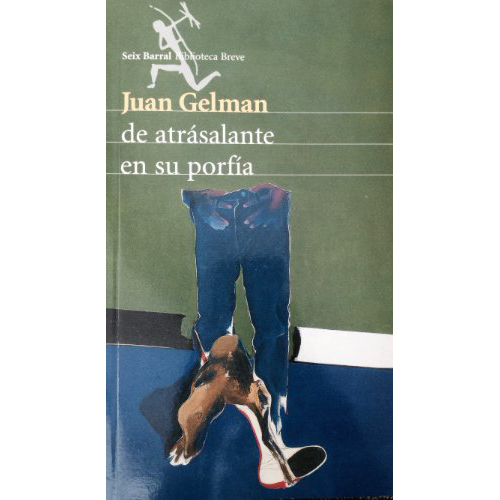 Seix Barral Biblioteca Breve
Juan Gelman
de atrásalante
en su porfía